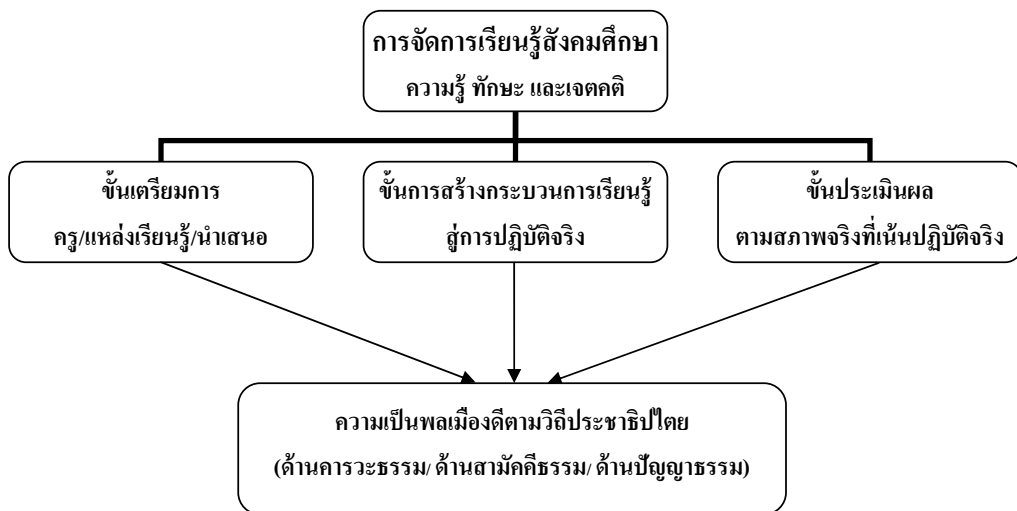 การจัดการเรียนรู้สังคมศึกษา
ความรู้ ทักษะ และเจตคติ
ขั้นเตรียมการ
ครู/แหล่งเรียนรู้/นำเสนอ
ขั้นการสร้างกระบวนการเรียนรู้
สู่การปฏิบัติจริง
ขั้นประเมินผล
ตามสภาพจริงที่เน้นปฏิบัติจริง
ความเป็นพลเมืองดีตามวิถีประชาธิปไตย
(ด้านคารวะธรรม/ ด้านสามัคคีธรรม/ ด้านปัญญาธรรม)